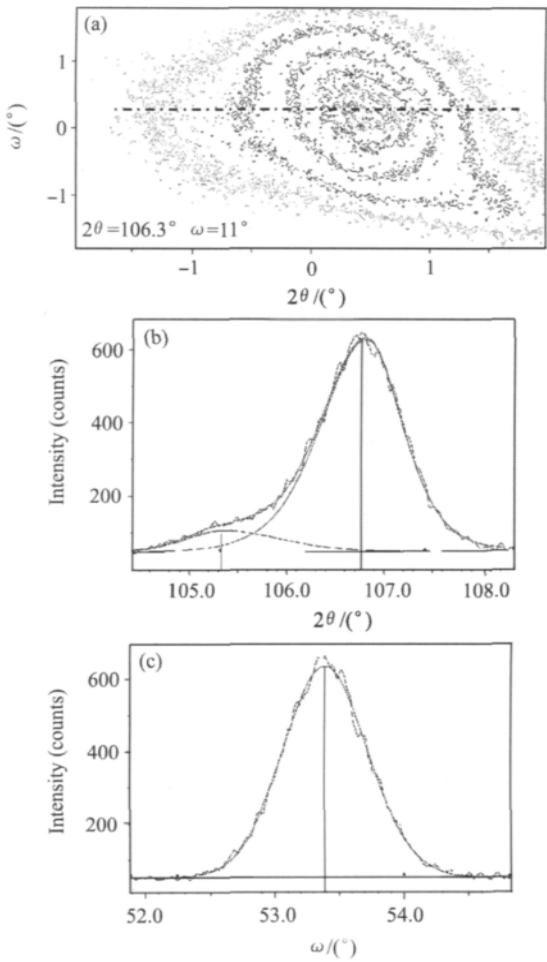 (a)
ω/(°)
1
0
−1
2θ=106.3° ω=11°
−1 0 1
2θ/(°)
(b)
Intensity (counts)
600
400
200
105.0 106.0 107.0 108.0
2θ/(°)
(c)
Intensity (counts)
600
400
200
52.0 53.0 54.0
ω/(°)